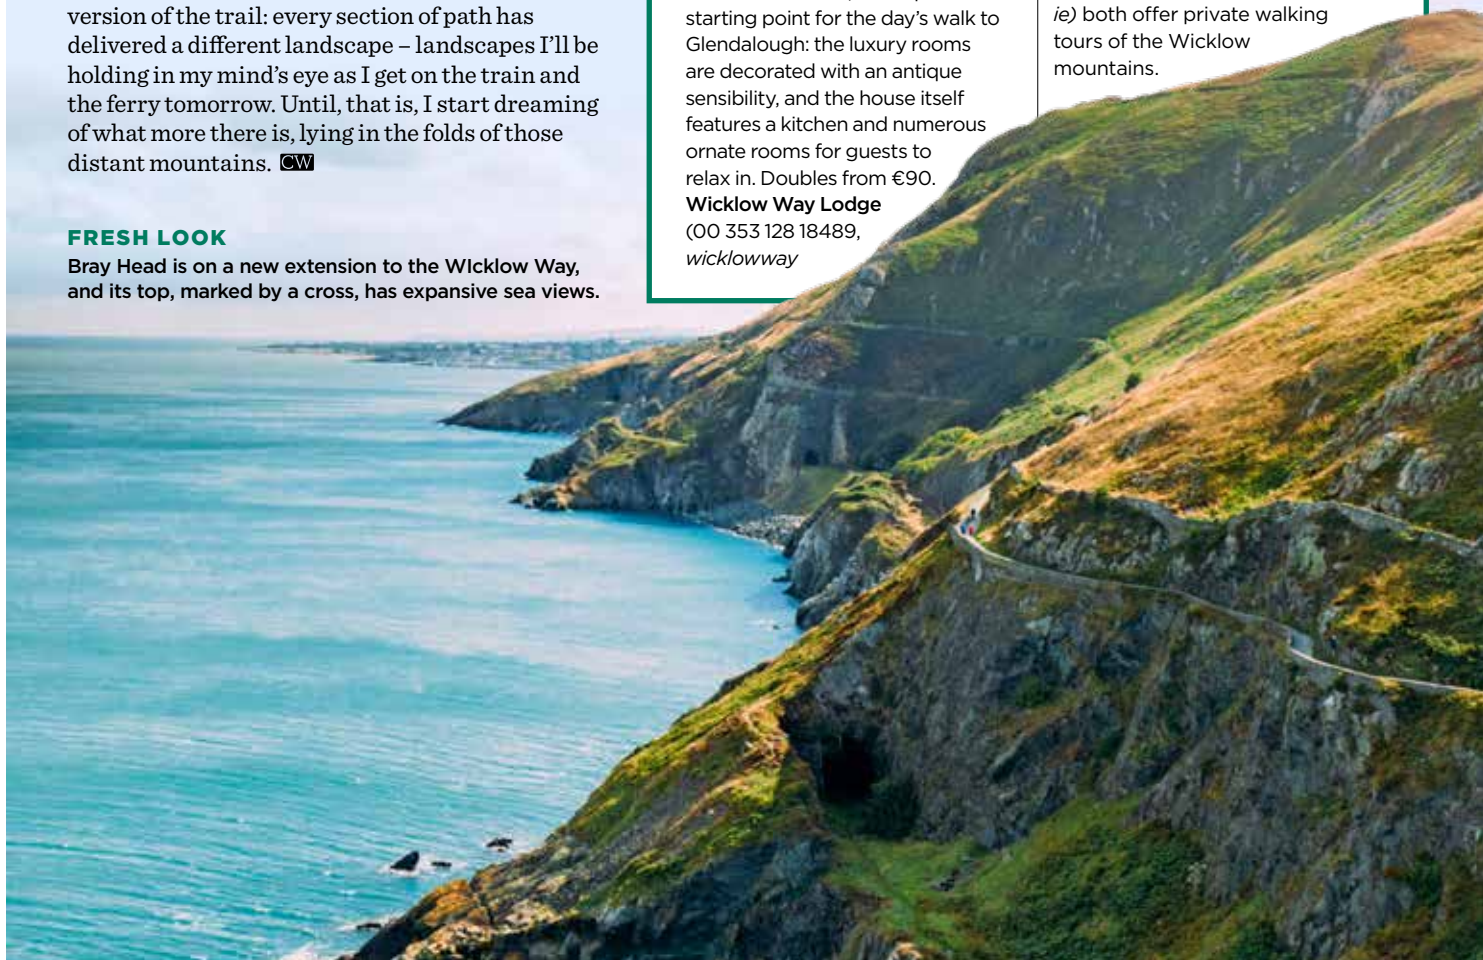 version of the trail: every section of path has
delivered a different landscape – landscapes I’ll be
holding in my mind’s eye as I get on the train and
the ferry tomorrow. Until, that is, I start dreaming
of what more there is, lying in the folds of those
distant mountains. CW
FRESH LOOK
Bray Head is on a new extension to the WIcklow Way,
and its top, marked by a cross, has expansive sea views.
starting point for the day’s walk to
Glendalough: the luxury rooms
are decorated with an antique
sensibility, and the house itself
features a kitchen and numerous
ornate rooms for guests to
relax in. Doubles from €90.
Wicklow Way Lodge
(00 353 128 18489,
wicklowway
ie) both offer private walking
tours of the Wicklow
mountains.